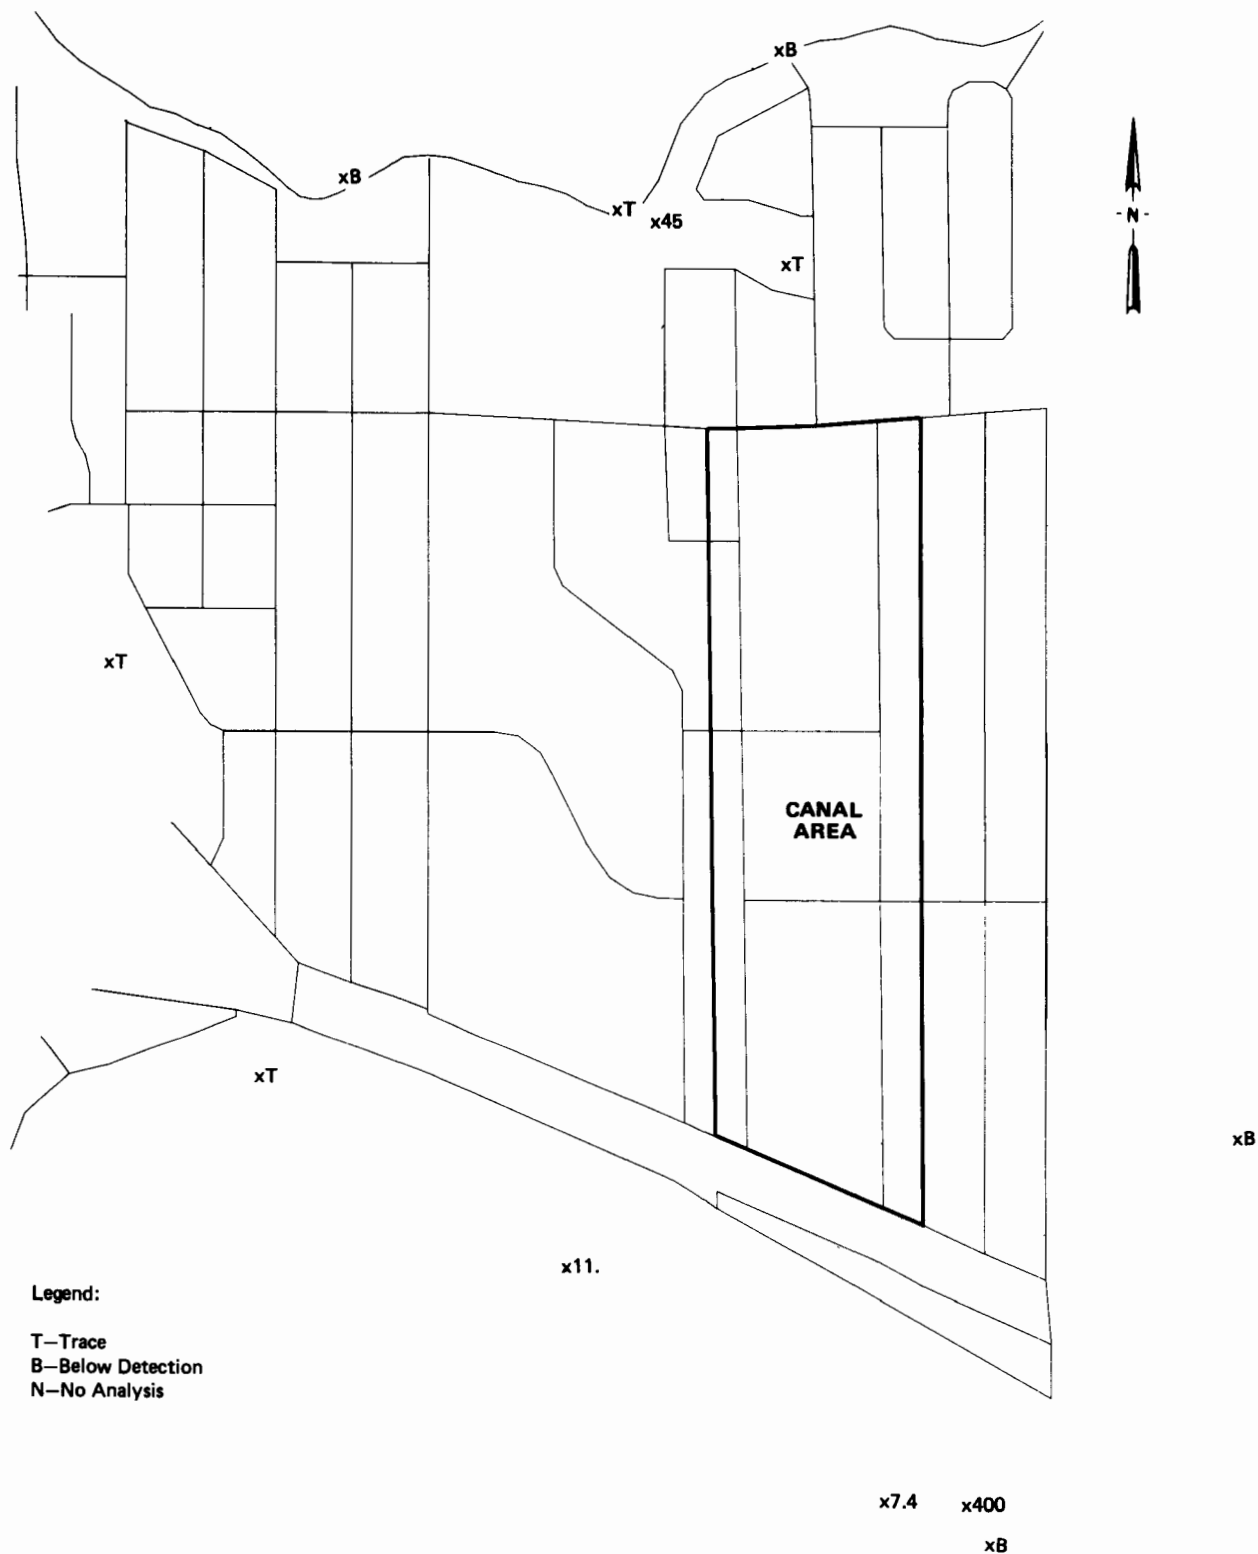 xB
xB
xT
x45
xT
- N -
xT
CANAL
AREA
xT
xB
x11.
Legend:
T—Trace
B—Below Detection
N—No Analysis
x7.4
x400
xB